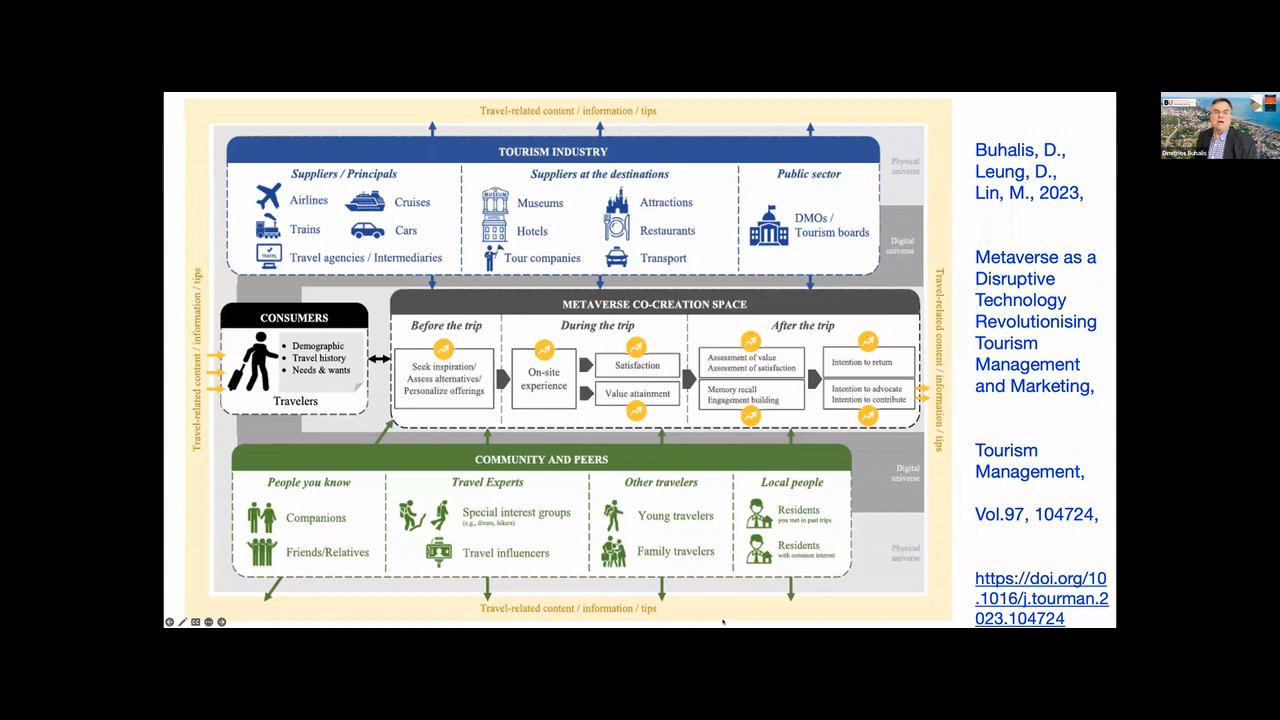 Travel-related content / information / tips
TOURISM INDUSTRY
Suppliers / Principals
Airlines
Cruises
Trains
Cars
Travel agencies / Intermediaries
Suppliers at the destinations
MUSEUM
Museums
Attractions
HOTEL
Hotels
Restaurants
Tour companies
Transport
Public sector
DMOs /
Tourism boards
Physical
universe
Digital
universe
Travel-related content / information / tips
CONSUMERS
Demographic
Travel history
Needs & wants
Travelers
METAVERSE CO-CREATION SPACE
Before the trip
Seek inspiration/
Assess alternatives/
Personalize offerings
During the trip
On-site
experience
Satisfaction
Value attainment
After the trip
Assessment of value
Assessment of satisfaction
Memory recall
Engagement building
Intention to return
Intention to advocate
Intention to contribute
Travel-related content / information / tips
COMMUNITY AND PEERS
People you know
Companions
Friends/Relatives
Travel Experts
Special interest groups
(e.g., divers, hikers)
Travel influencers
Other travelers
Young travelers
Family travelers
Local people
Residents
you met in past trips
Residents
with common interest
Digital
universe
Physical
universe
Travel-related content / information / tips
Buhalis, D.,
Leung, D.,
Lin, M., 2023,
Metaverse as a
Disruptive
Technology
Revolutionising
Tourism
Management
and Marketing,
Tourism
Management,
Vol.97, 104724,
https://doi.org/10
.1016/j.tourman.2
023.104724
BU
Dimitrios Buhalis